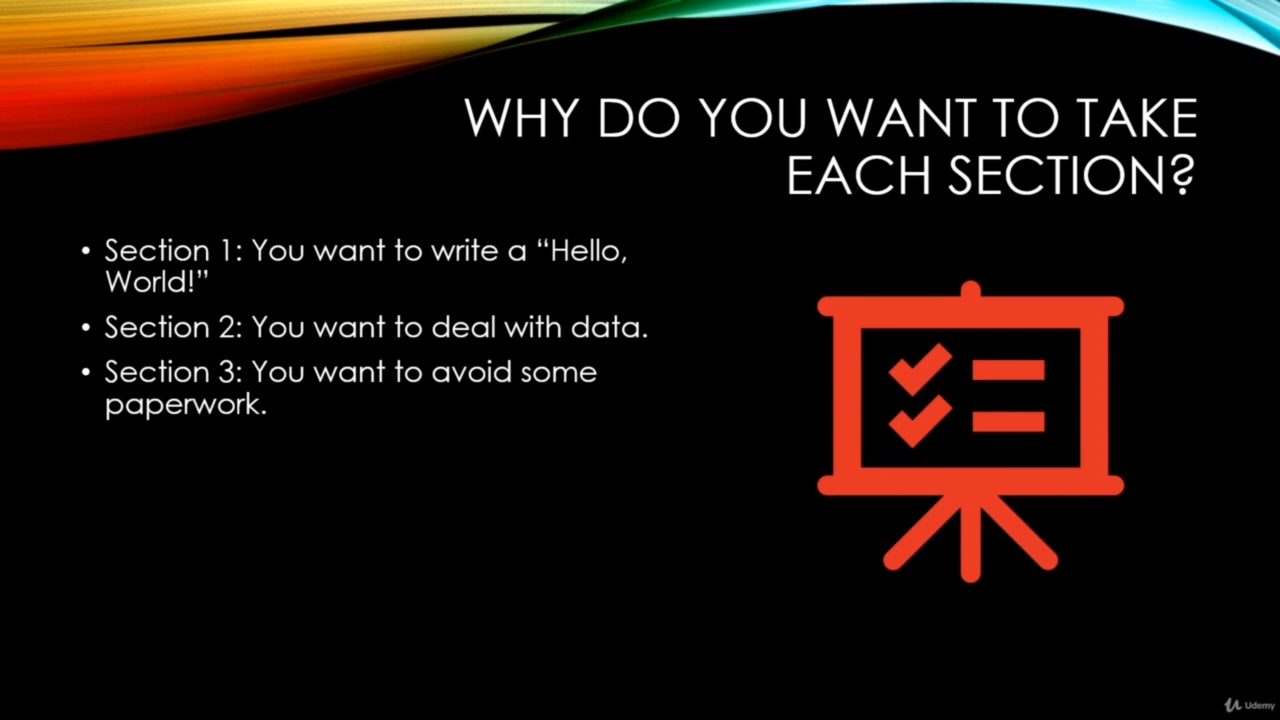 WHY DO YOU WANT TO TAKE
EACH SECTION?
• Section 1: You want to write a “Hello,
World!”
• Section 2: You want to deal with data.
• Section 3: You want to avoid some
paperwork.
Udemy